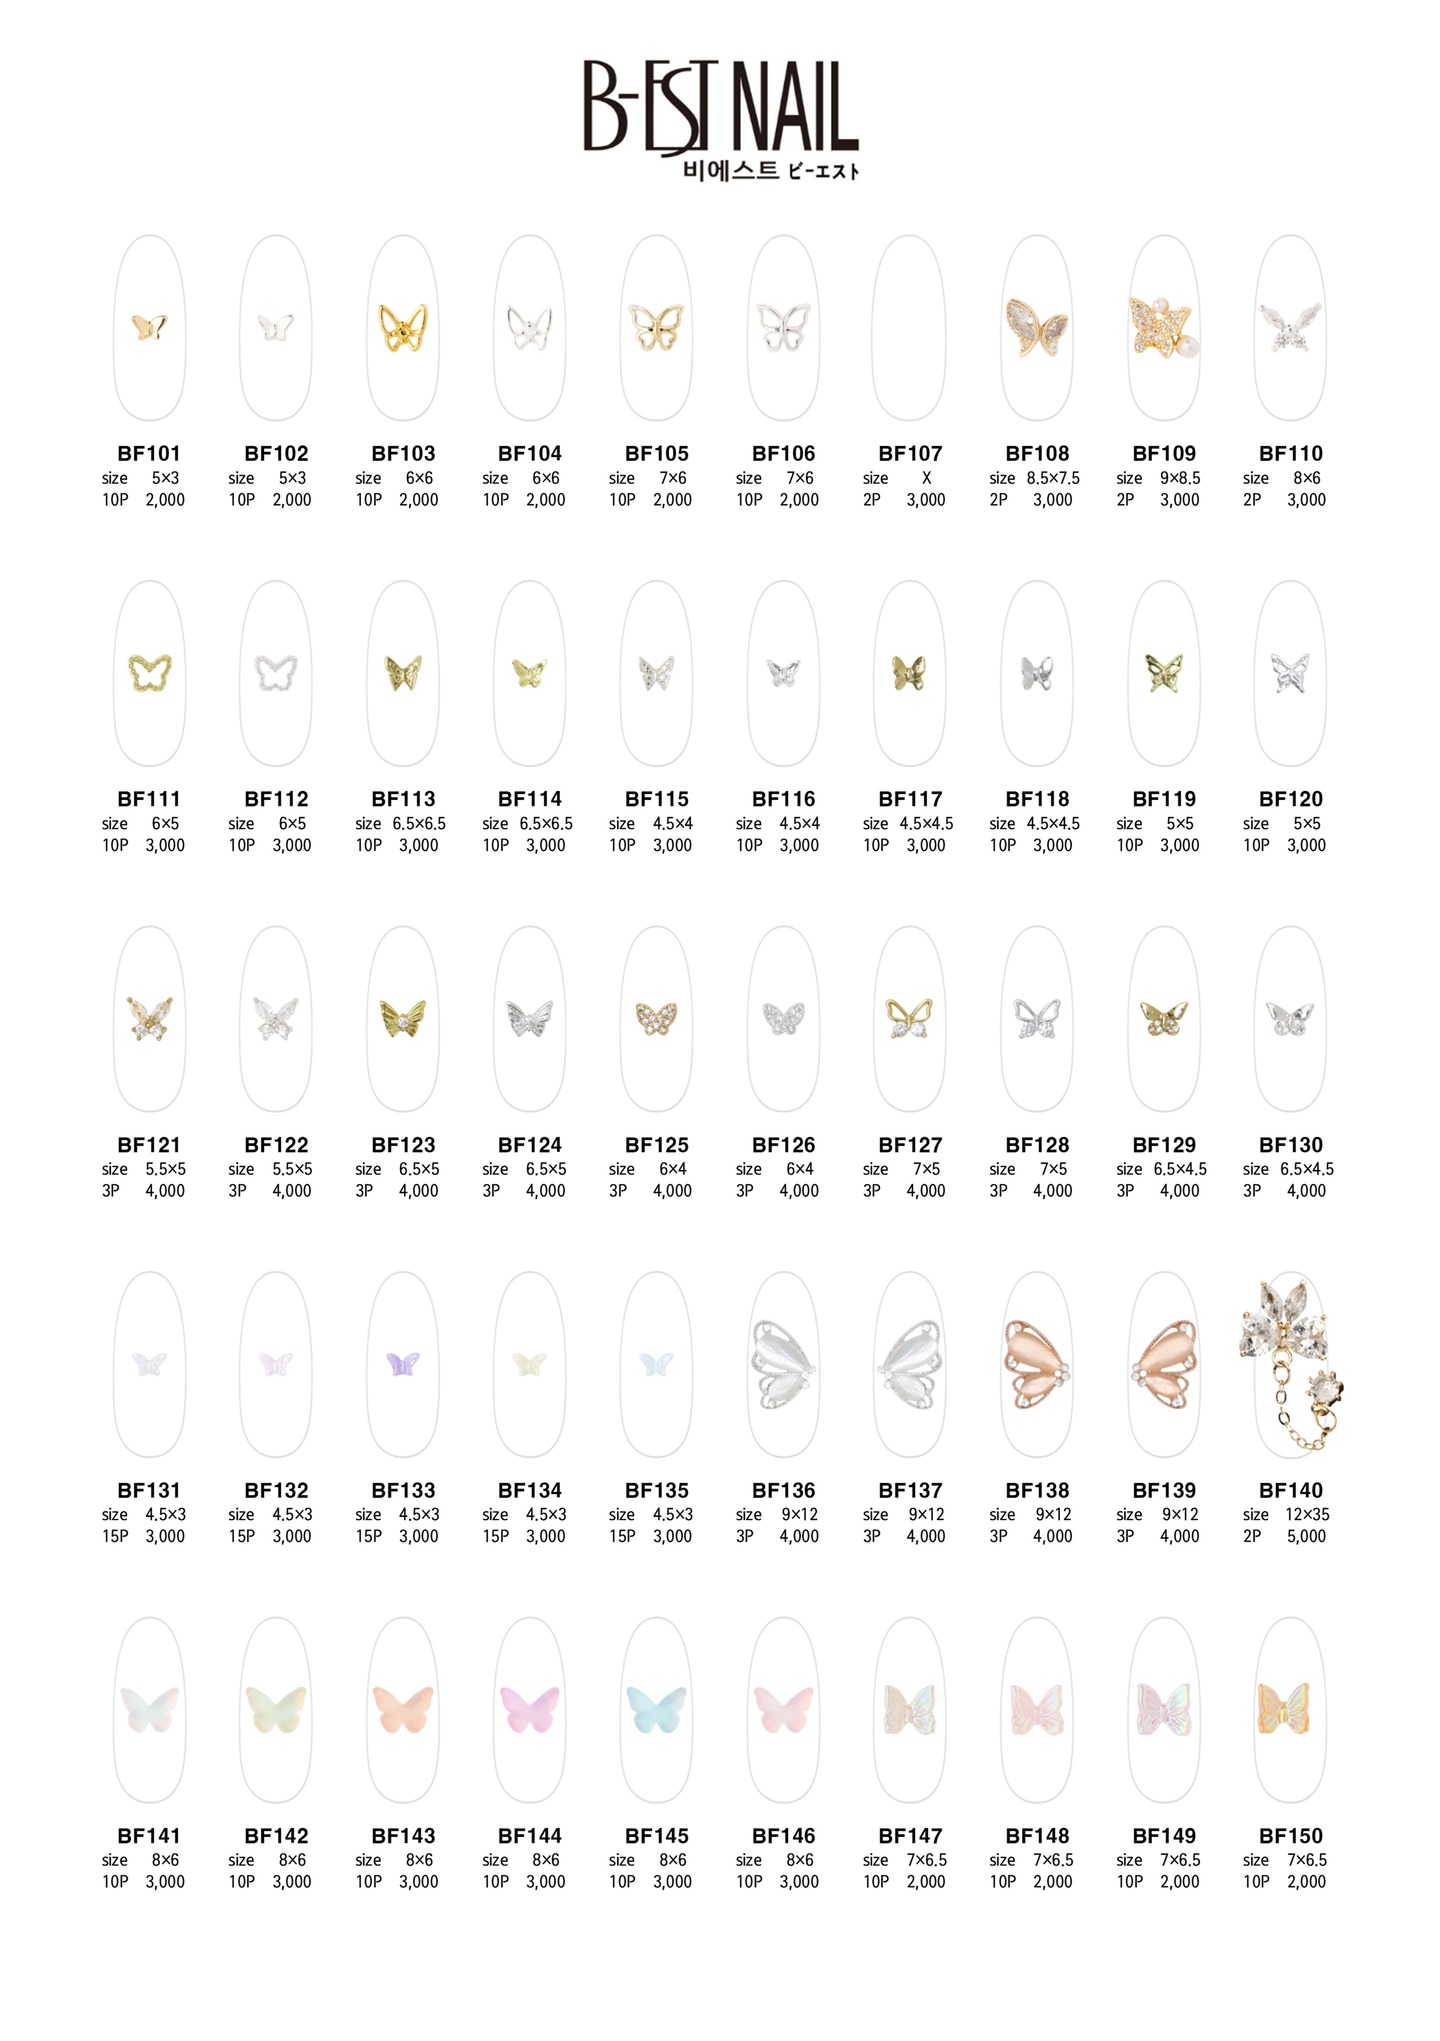 B-EST NAIL
비에스트 ビーエスト
BF101 BF102 BF103 BF104 BF105 BF106 BF107 BF108 BF109 BF110
size 5×3 size 5×3 size 6×6 size 6×6 size 7×6 size 7×6 size X size 8.5×7.5 size 9×8.5 size 8×6
10P 2,000 10P 2,000 10P 2,000 10P 2,000 10P 2,000 10P 2,000 2P 3,000 2P 3,000 2P 3,000 2P 3,000
BF111 BF112 BF113 BF114 BF115 BF116 BF117 BF118 BF119 BF120
size 6×5 size 6×5 size 6.5×6.5 size 6.5×6.5 size 4.5×4 size 4.5×4 size 4.5×4.5 size 4.5×4.5 size 5×5 size 5×5
10P 3,000 10P 3,000 10P 3,000 10P 3,000 10P 3,000 10P 3,000 10P 3,000 10P 3,000 10P 3,000 10P 3,000
BF121 BF122 BF123 BF124 BF125 BF126 BF127 BF128 BF129 BF130
size 5.5×5 size 5.5×5 size 6.5×5 size 6.5×5 size 6×4 size 6×4 size 7×5 size 7×5 size 6.5×4.5 size 6.5×4.5
3P 4,000 3P 4,000 3P 4,000 3P 4,000 3P 4,000 3P 4,000 3P 4,000 3P 4,000 3P 4,000 3P 4,000
BF131 BF132 BF133 BF134 BF135 BF136 BF137 BF138 BF139 BF140
size 4.5×3 size 4.5×3 size 4.5×3 size 4.5×3 size 4.5×3 size 9×12 size 9×12 size 9×12 size 9×12 size 12×35
15P 3,000 15P 3,000 15P 3,000 15P 3,000 15P 3,000 3P 4,000 3P 4,000 3P 4,000 3P 4,000 2P 5,000
BF141 BF142 BF143 BF144 BF145 BF146 BF147 BF148 BF149 BF150
size 8×6 size 8×6 size 8×6 size 8×6 size 8×6 size 8×6 size 7×6.5 size 7×6.5 size 7×6.5 size 7×6.5
10P 3,000 10P 3,000 10P 3,000 10P 3,000 10P 3,000 10P 3,000 10P 2,000 10P 2,000 10P 2,000 10P 2,000